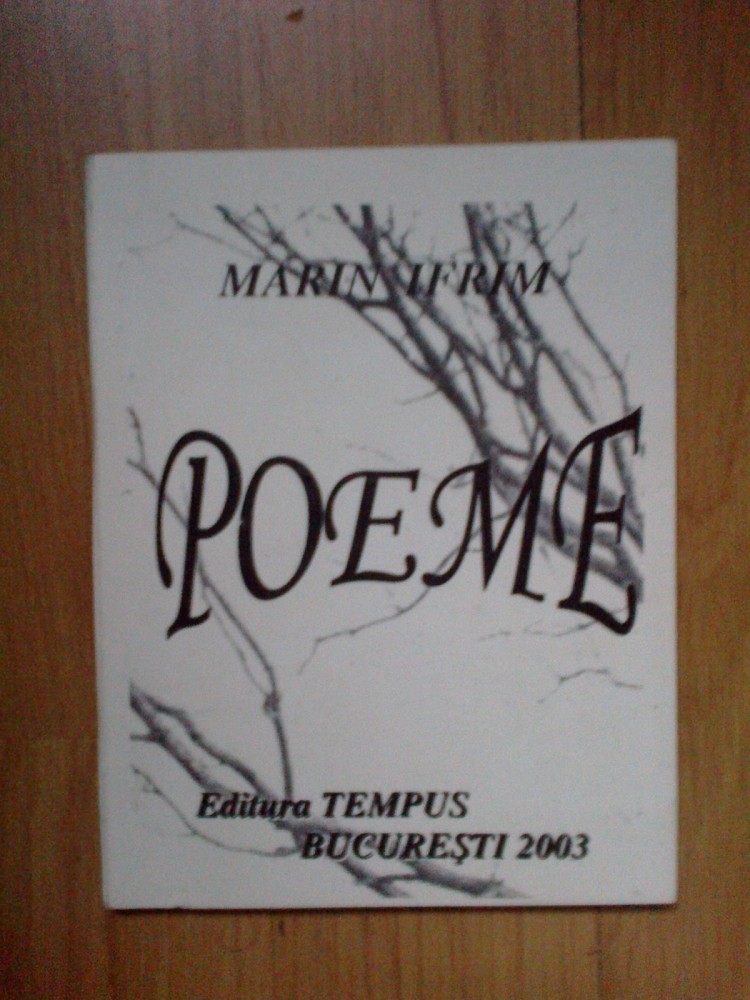 MARIN IFRIM
POEME
Editura TEMPUS
BUCUREŞTI 2003